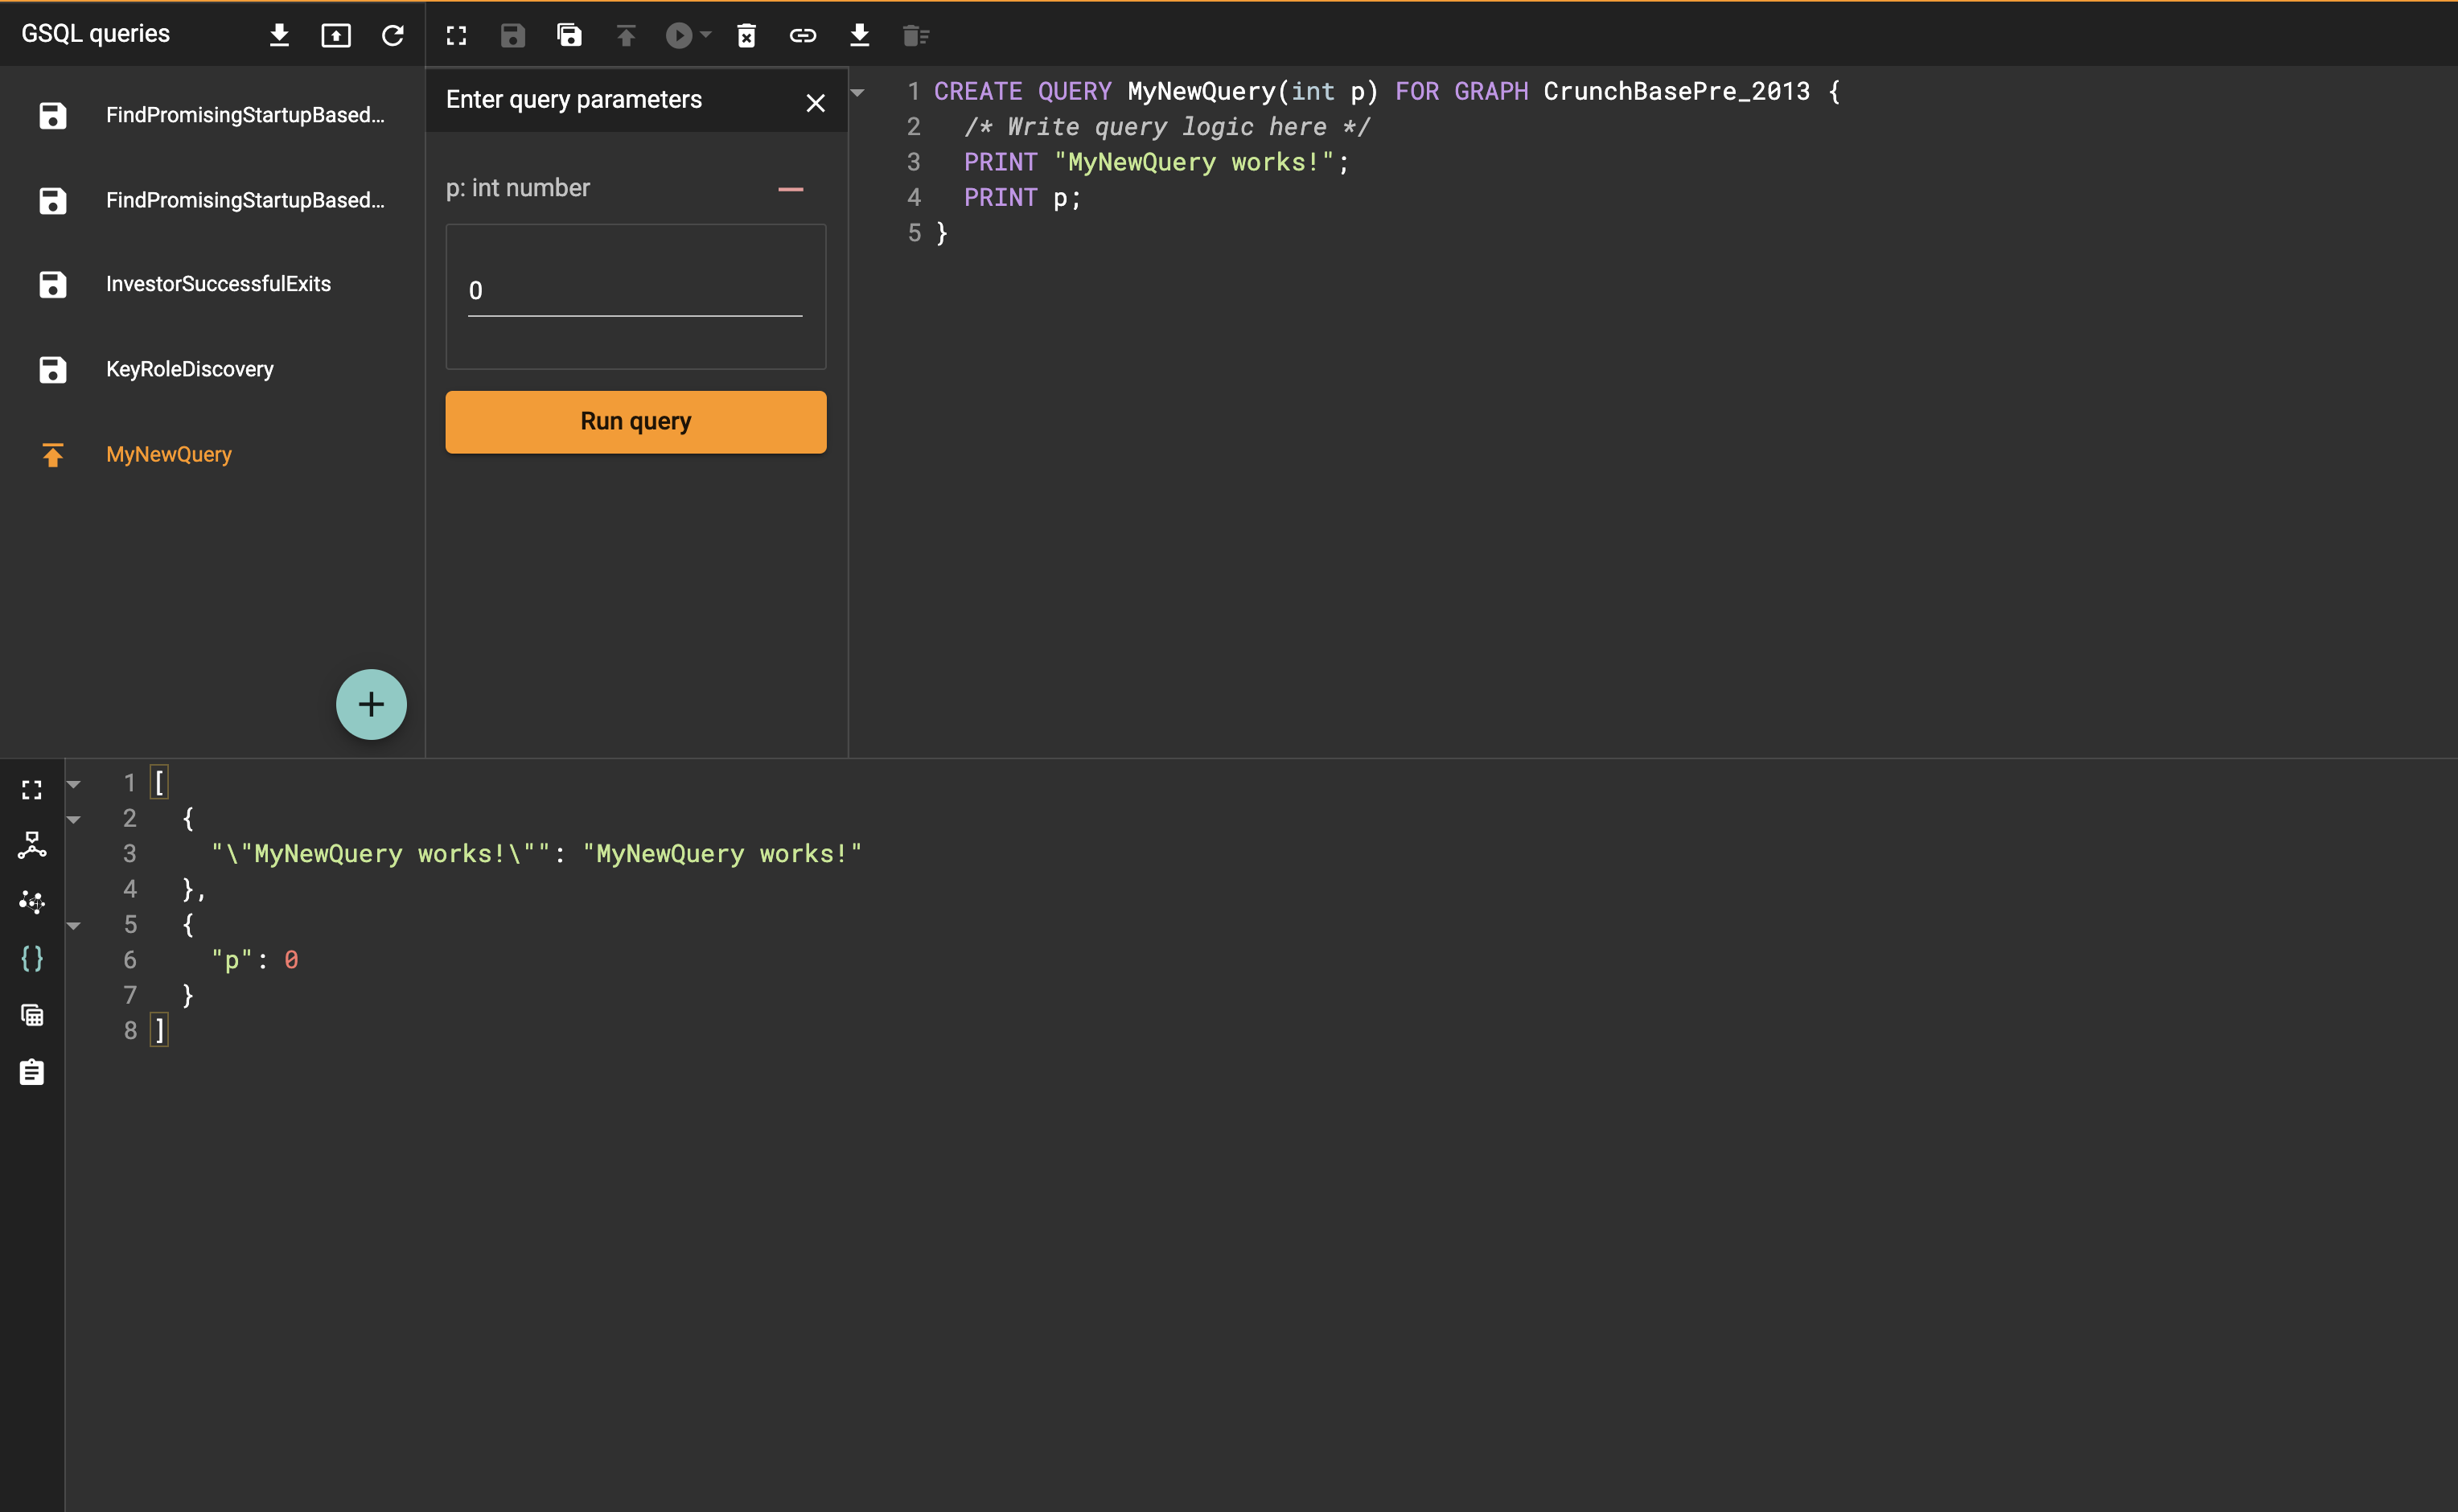 GSQL queries
FindPromisingStartupBased...
FindPromisingStartupBased...
InvestorSuccessfulExits
KeyRoleDiscovery
MyNewQuery
Enter query parameters
p: int number
0
Run query
1 CREATE QUERY MyNewQuery(int p) FOR GRAPH CrunchBasePre_2013 {
2 /* Write query logic here */
3 PRINT "MyNewQuery works!";
4 PRINT p;
5 }
1 [
2 {
3 "\"MyNewQuery works!\"": "MyNewQuery works!"
4 },
5 {
6 "p": 0
7 }
8 ]